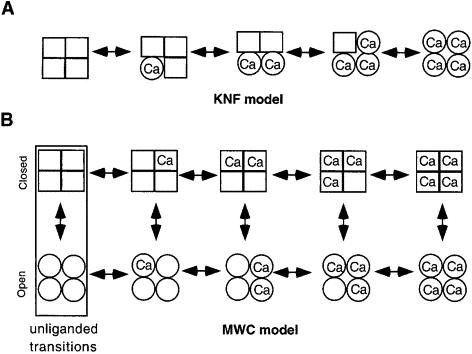 A
Ca Ca Ca Ca Ca Ca Ca Ca Ca Ca
KNF model
B
Closed
Ca Ca Ca Ca Ca Ca Ca
Ca Ca Ca
Open
Ca Ca Ca Ca Ca
Ca Ca Ca Ca Ca
unliganded
transitions
MWC model